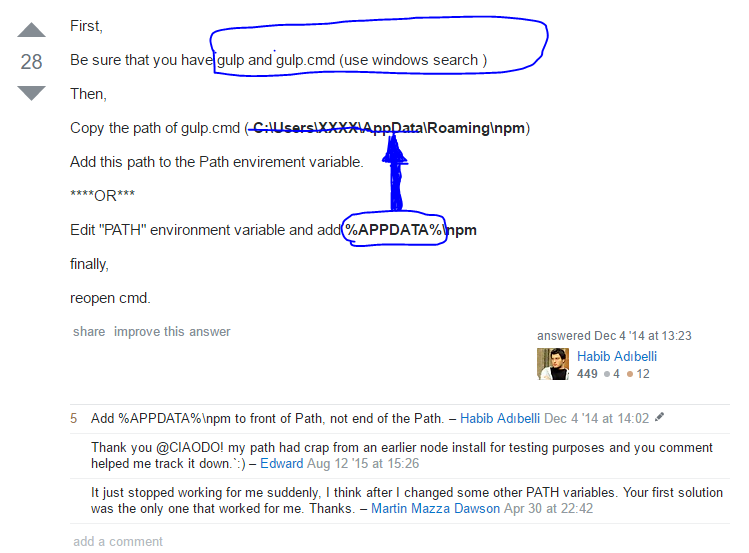 First,
28
Be sure that you have gulp and gulp.cmd (use windows search )
Then,
Copy the path of gulp.cmd ( C:\Users\XXXX\AppData\Roaming\npm)
Add this path to the Path envirement variable.
****OR***
Edit "PATH" environment variable and add %APPDATA%\npm
finally,
reopen cmd.
share improve this answer
answered Dec 4 '14 at 13:23
Habib Adıbelli
449 4 12
5 Add %APPDATA%\npm to front of Path, not end of the Path. – Habib Adıbelli Dec 4 '14 at 14:02
Thank you @CIAODO! my path had crap from an earlier node install for testing purposes and you comment
helped me track it down.`:) – Edward Aug 12 '15 at 15:26
It just stopped working for me suddenly, I think after I changed some other PATH variables. Your first solution
was the only one that worked for me. Thanks. – Martin Mazza Dawson Apr 30 at 22:42
add a comment